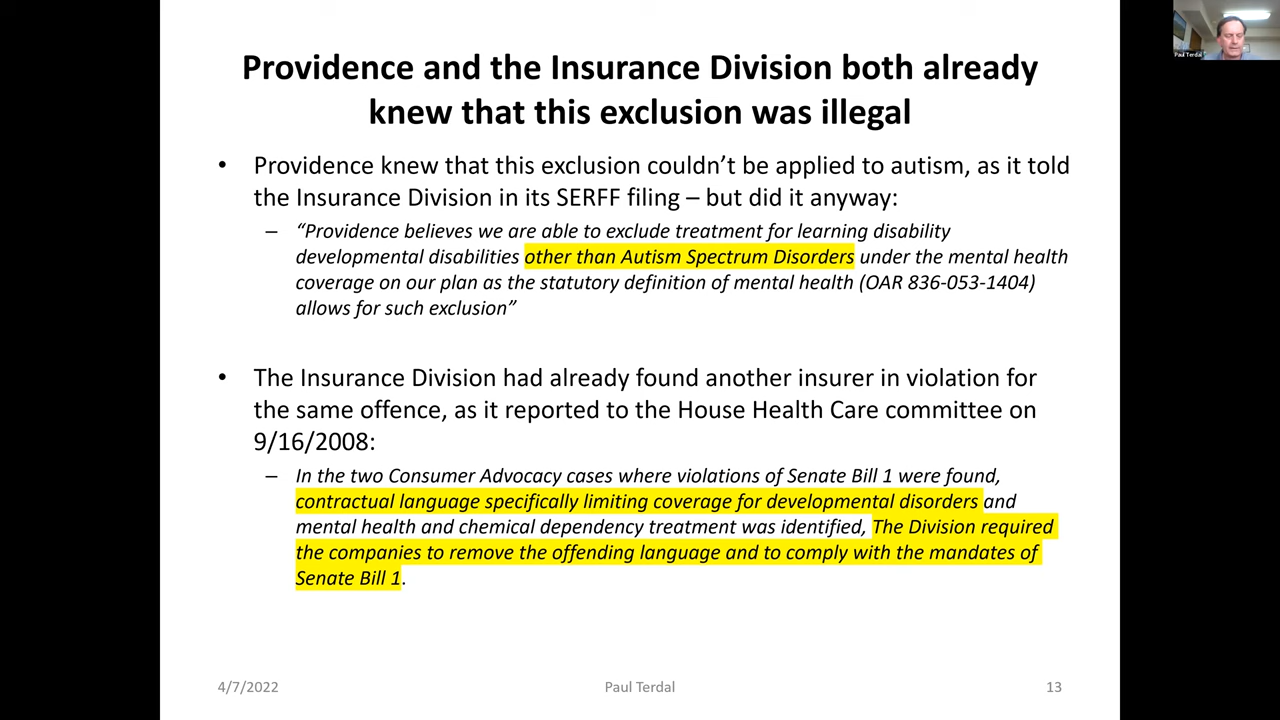 Providence and the Insurance Division both already
knew that this exclusion was illegal
• Providence knew that this exclusion couldn’t be applied to autism, as it told
the Insurance Division in its SERFF filing – but did it anyway:
– “Providence believes we are able to exclude treatment for learning disability
developmental disabilities other than Autism Spectrum Disorders under the mental health
coverage on our plan as the statutory definition of mental health (OAR 836-053-1404)
allows for such exclusion”
• The Insurance Division had already found another insurer in violation for
the same offence, as it reported to the House Health Care committee on
9/16/2008:
– In the two Consumer Advocacy cases where violations of Senate Bill 1 were found,
contractual language specifically limiting coverage for developmental disorders and
mental health and chemical dependency treatment was identified, The Division required
the companies to remove the offending language and to comply with the mandates of
Senate Bill 1.
4/7/2022
Paul Terdal
13
Paul Terdal